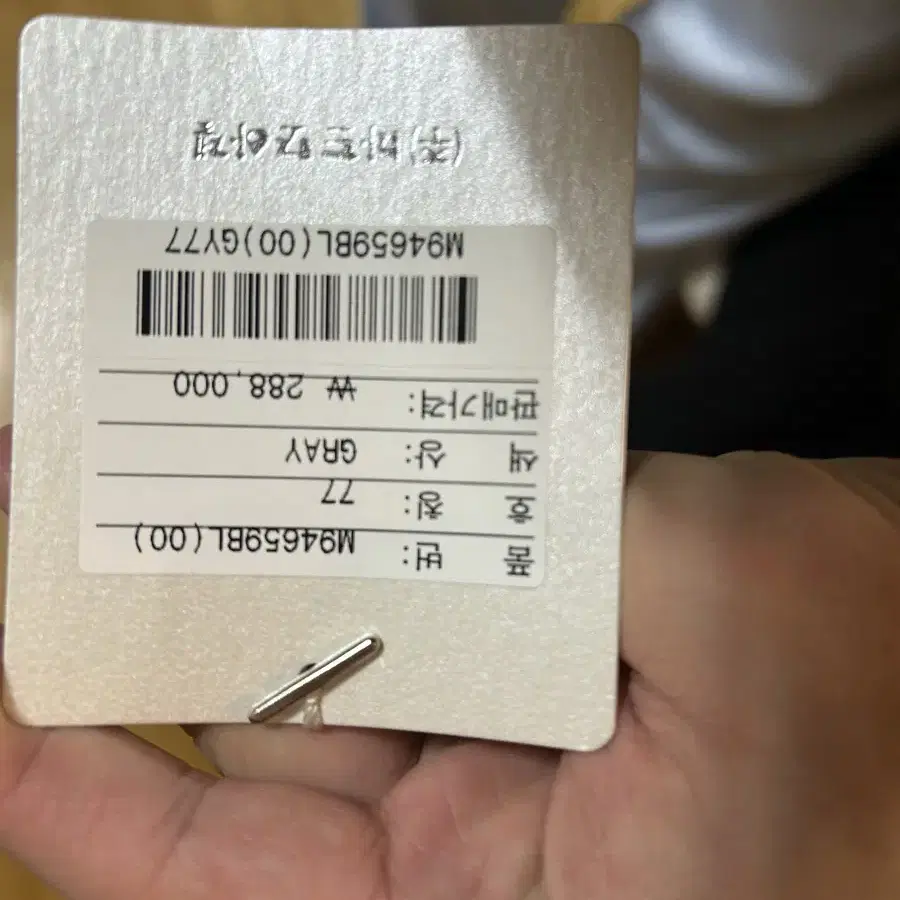 품 번: M94659BL(00)
호 칭: 77
색 상: GRAY
판매가격: ₩ 288,000
M94659BL(00)GY77
(주)